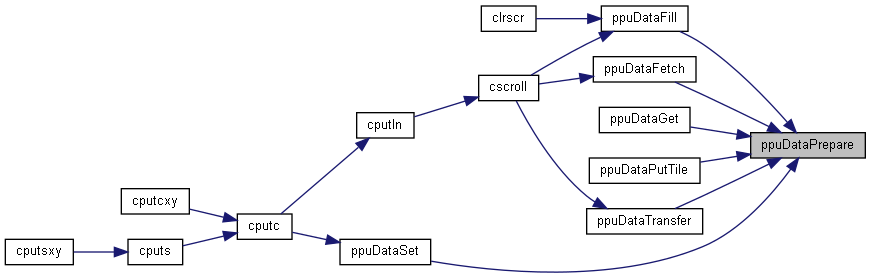 clrscr
ppuDataFill
cscroll
ppuDataFetch
cputln
ppuDataGet
ppuDataPrepare
ppuDataPutTile
cputcxy
cputc
ppuDataTransfer
cputsxy
cputs
ppuDataSet